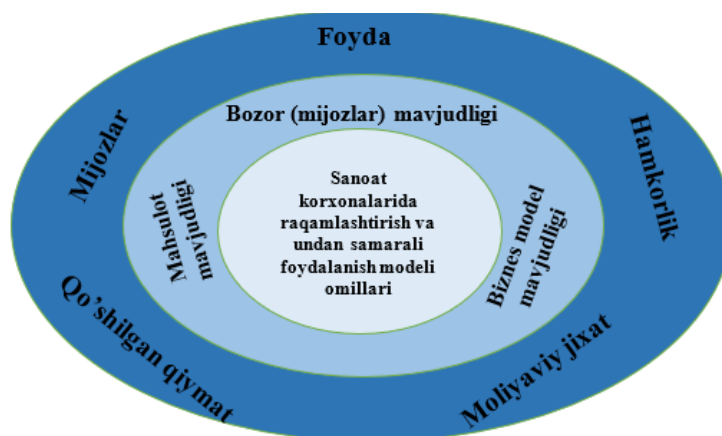 Foyda
Mijozlar
Hamkorlik
Qo’shilgan qiymat
Moliyaviy jixat
Bozor (mijozlar) mavjudligi
Mahsulot
mavjudligi
Biznes model
mavjudligi
Sanoat
korxonalarida
raqamlashtirish va
undan samarali
foydalanish modeli
omillari